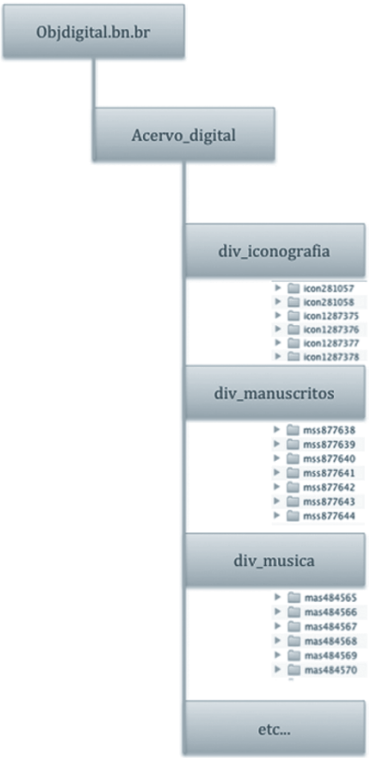 Objdigital.bn.br
Acervo_digital
div_iconografia
icon281057
icon281058
icon1287375
icon1287376
icon1287377
icon1287378
div_manuscritos
mss877638
mss877639
mss877640
mss877641
mss877642
mss877643
mss877644
div_musica
mas484565
mas484566
mas484567
mas484568
mas484569
mas484570
etc...